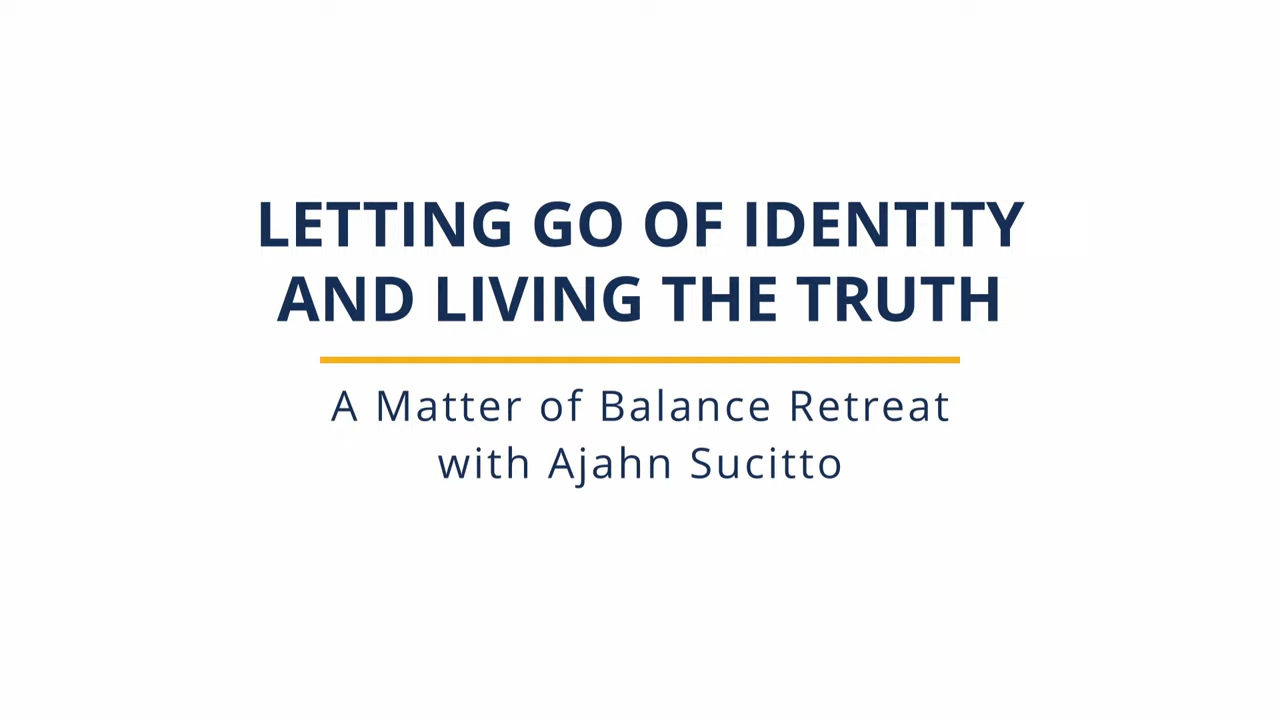 LETTING GO OF IDENTITY
AND LIVING THE TRUTH
A Matter of Balance Retreat
with Ajahn Sucitto